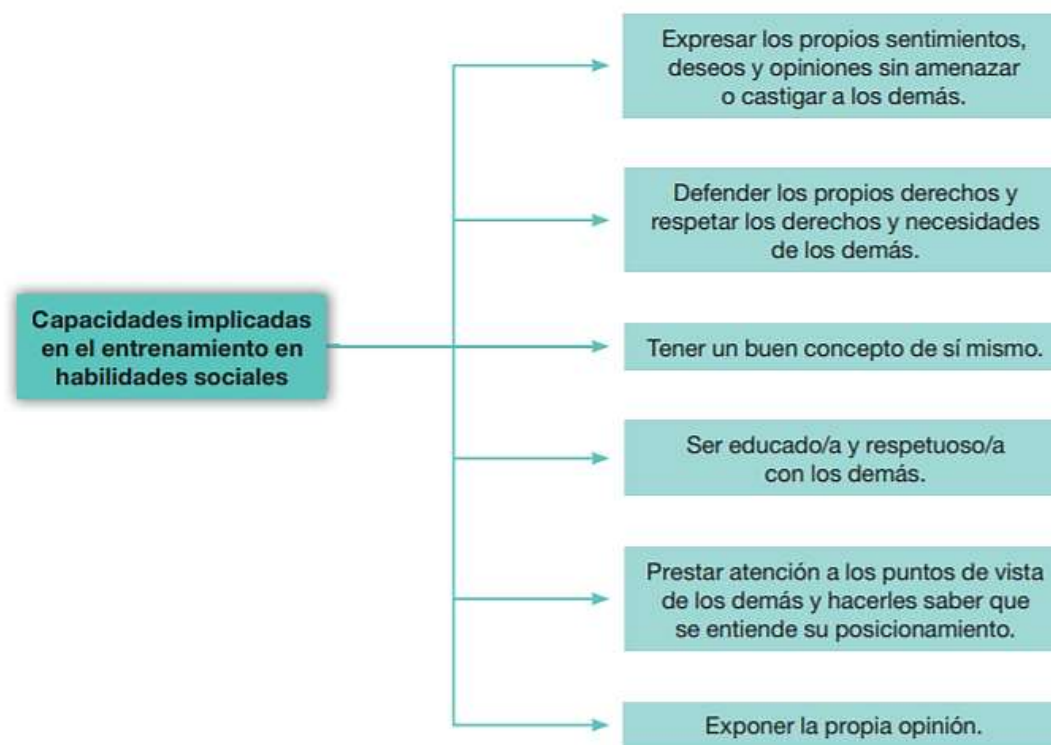 Expresar los propios sentimientos,
deseos y opiniones sin amenazar
o castigar a los demás.
Defender los propios derechos y
respetar los derechos y necesidades
de los demás.
Capacidades implicadas
en el entrenamiento en
habilidades sociales
Tener un buen concepto de sí mismo.
Ser educado/a y respetuoso/a
con los demás.
Prestar atención a los puntos de vista
de los demás y hacerles saber que
se entiende su posicionamiento.
Exponer la propia opinión.